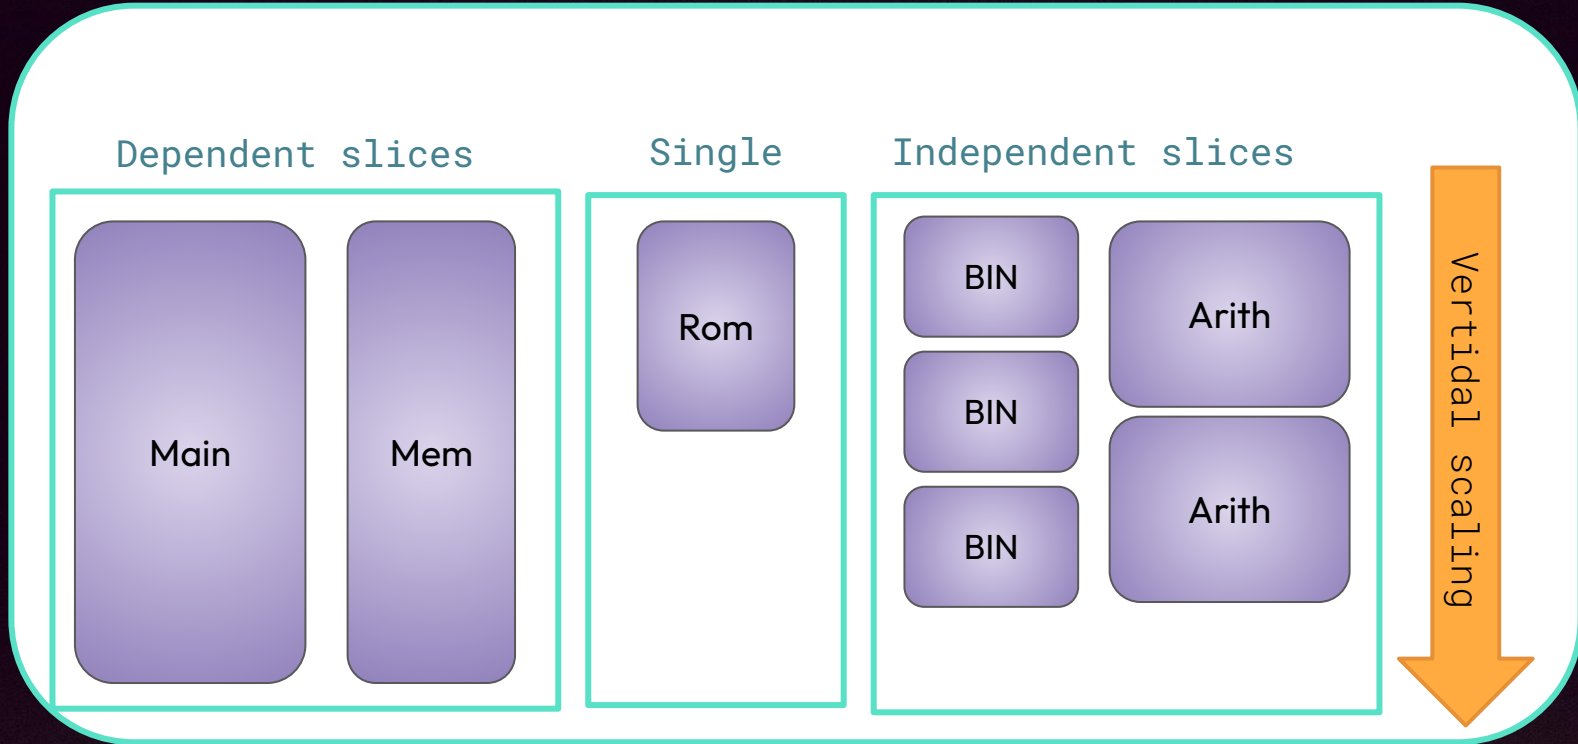 Dependent slices
Single
Independent slices
Main
Mem
Rom
BIN
BIN
BIN
Arith
Arith
Vertidal scaling